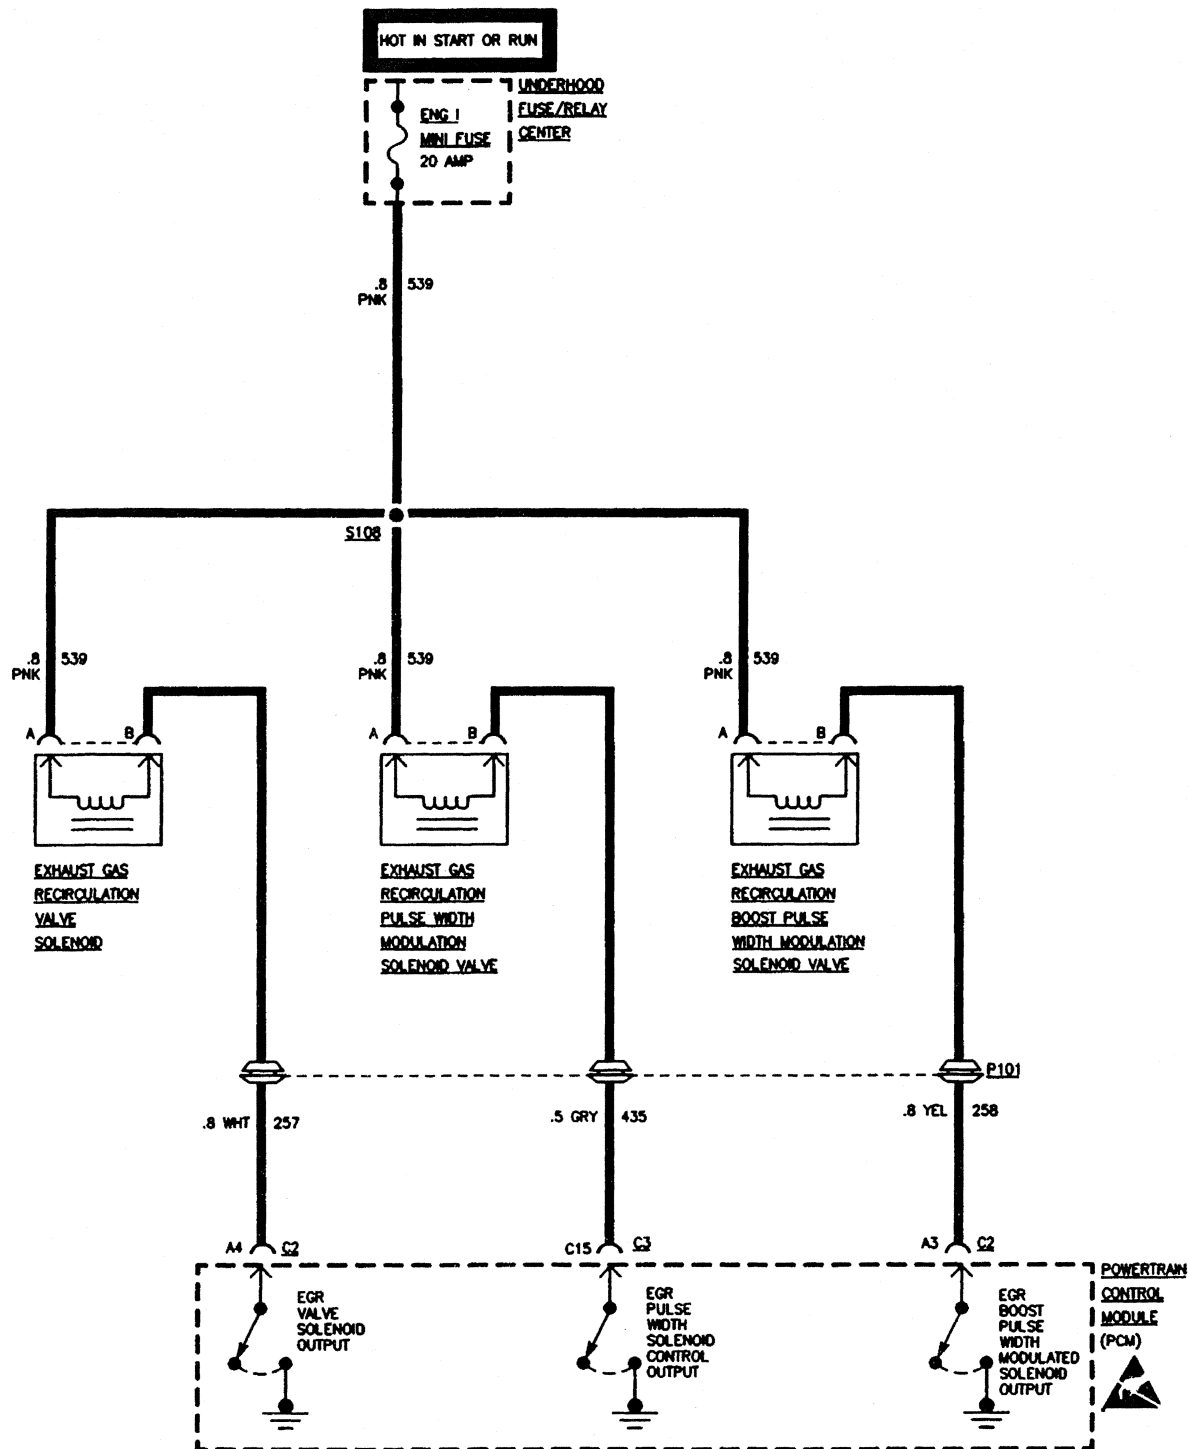 HOT IN START OR RUN
UNDERHOOD
FUSE/RELAY
CENTER
ENG I
MINI FUSE
20 AMP
.8
PNK
539
S108
.8
PNK
539
.8
PNK
539
.8
PNK
539
A
B
A
B
A
B
EXHAUST GAS
RECIRCULATION
VALVE
SOLENOID
EXHAUST GAS
RECIRCULATION
PULSE WIDTH
MODULATION
SOLENOID VALVE
EXHAUST GAS
RECIRCULATION
BOOST PULSE
WIDTH MODULATION
SOLENOID VALVE
P101
.8 WHT
257
.5 GRY
435
.8 YEL
258
A4
C2
C15
C3
A3
C2
EGR
VALVE
SOLENOID
OUTPUT
EGR
PULSE
WIDTH
SOLENOID
CONTROL
OUTPUT
EGR
BOOST
PULSE
WIDTH
MODULATED
SOLENOID
OUTPUT
POWERTRAIN
CONTROL
MODULE
(PCM)